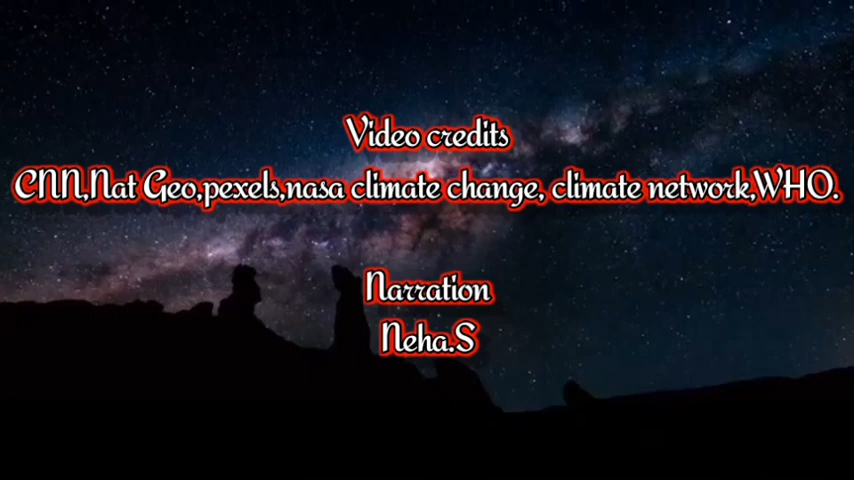 Video credits
CNN,Nat Geo,pexels,nasa climate change, climate network,WHO.
Narration
Neha.S